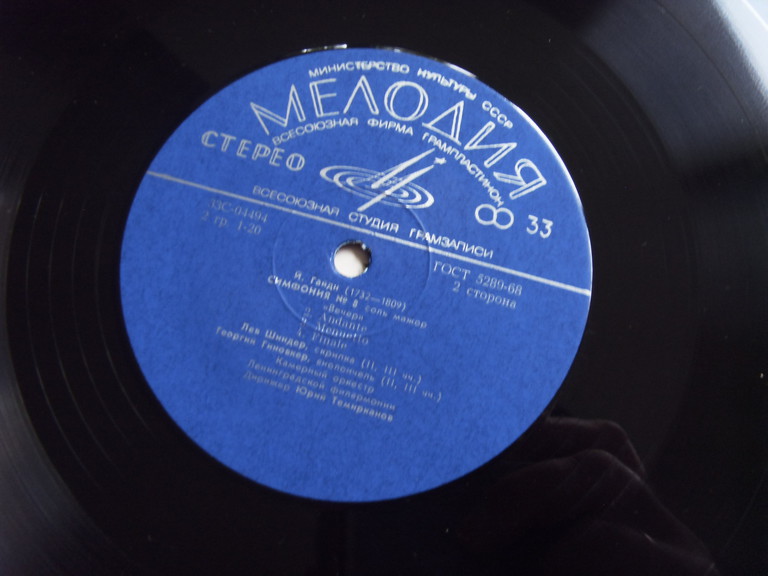 МИНИСТЕРСТВО КУЛЬТУРЫ СССР
МЕЛОДИЯ
ВСЕСОЮЗНАЯ ФИРМА ГРАМПЛАСТИНОК
СТЕРЕО
33
ВСЕСОЮЗНАЯ СТУДИЯ ГРАМЗАПИСИ
33С-04494
2 гр. 1-20
ГОСТ 5289-68
2 сторона
Й. Гайдн (1732—1809)
СИМФОНИЯ № 8 соль мажор
«Вечер»
2. Andante
Menuetto
Finale
Лев Шиндер, скрипка (II, III чч.)
Георгий Гиновкер, виолончель (II, III чч.)
Камерный оркестр
Ленинградской филармонии
Дирижер Юрий Темирканов